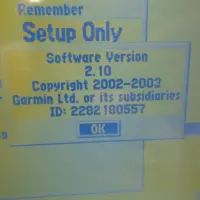 Remember
Setup Only
Software Version
2.10
Copyright 2002-2003
Garmin Ltd. or its subsidiaries
ID: 2282180557
OK